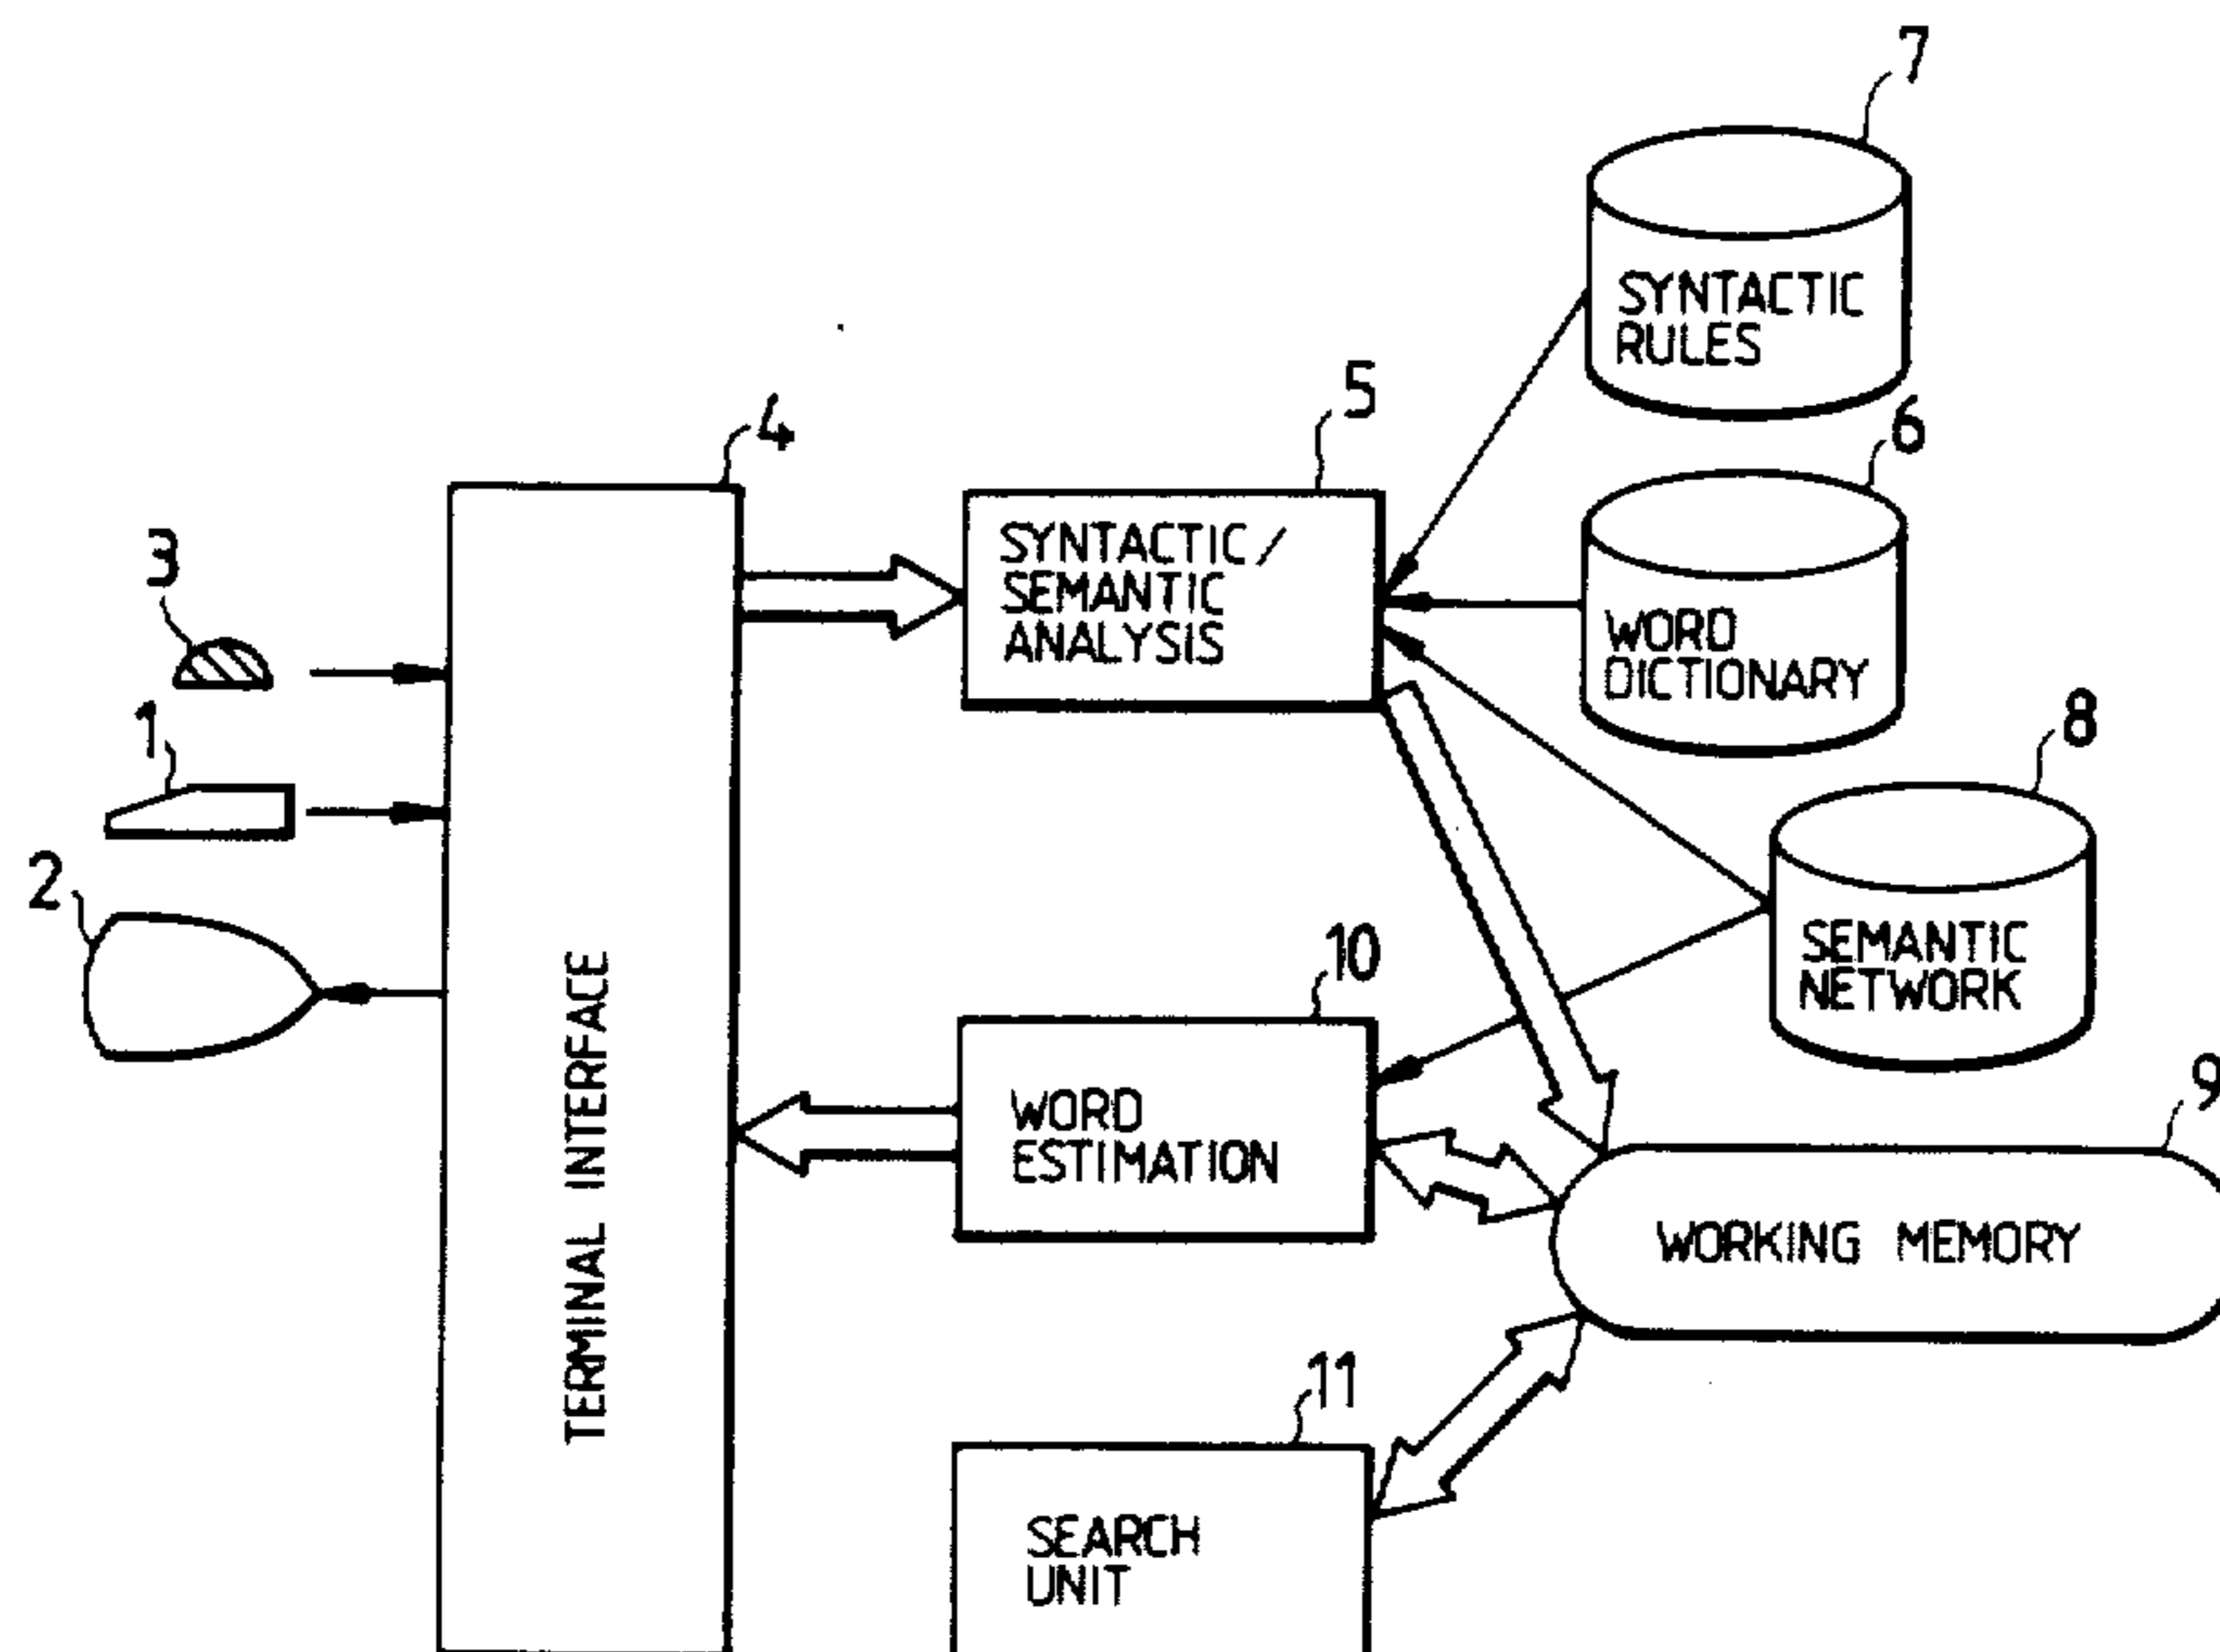 7
SYNTACTIC
RULES
6
WORD
DICTIONARY
5
SYNTACTIC/
SEMANTIC
ANALYSIS
4
3
1
2
TERMINAL INTERFACE
8
SEMANTIC
NETWORK
10
WORD
ESTIMATION
9
WORKING MEMORY
11
SEARCH
UNIT